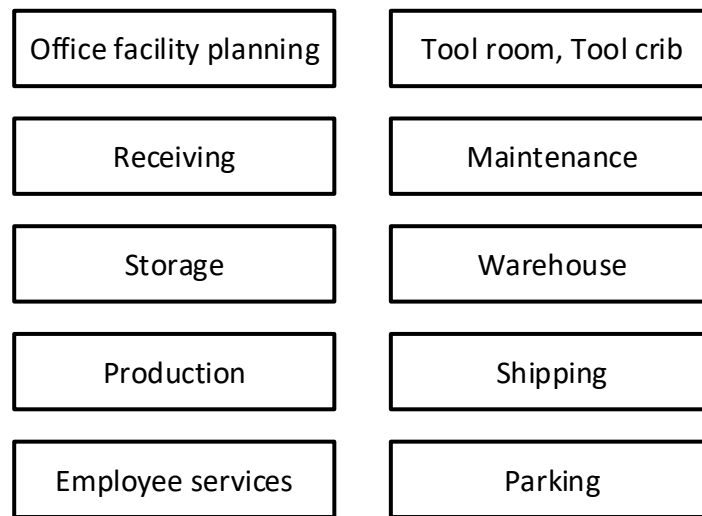 Office facility planning
Tool room, Tool crib
Receiving
Maintenance
Storage
Warehouse
Production
Shipping
Employee services
Parking